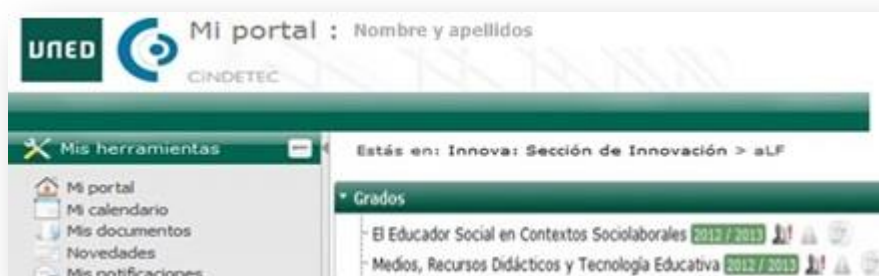 UNED
Mi portal : Nombre y apellidos
CINDETEC
Mis herramientas
Estás en: Innova: Sección de Innovación > aLF
Mi portal
Mi calendario
Mis documentos
Novedades
Mis notificaciones
Grados
El Educador Social en Contextos Sociolaborales 2012 / 2013
Medios, Recursos Didácticos y Tecnología Educativa 2012 / 2013